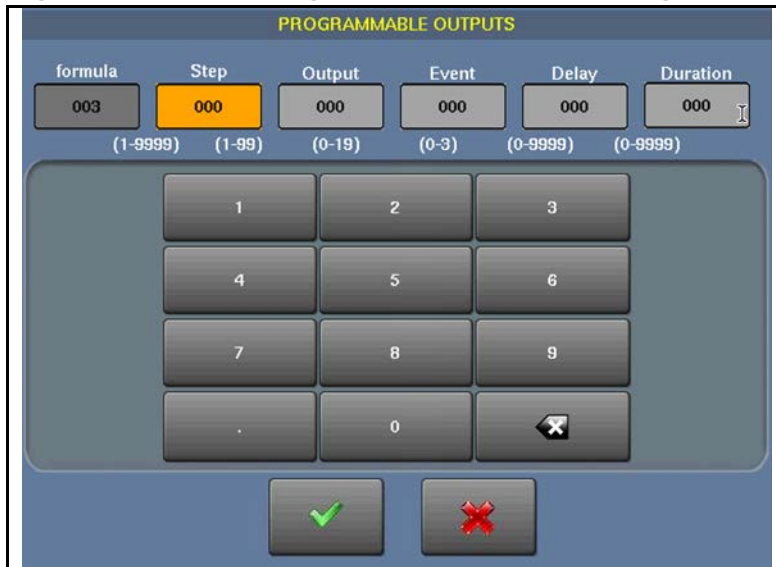 PROGRAMMABLE OUTPUTS
formula Step Output Event Delay Duration
003 000 000 000 000 000
(1-9999) (1-99) (0-19) (0-3) (0-9999) (0-9999)
1 2 3
4 5 6
7 8 9
. 0